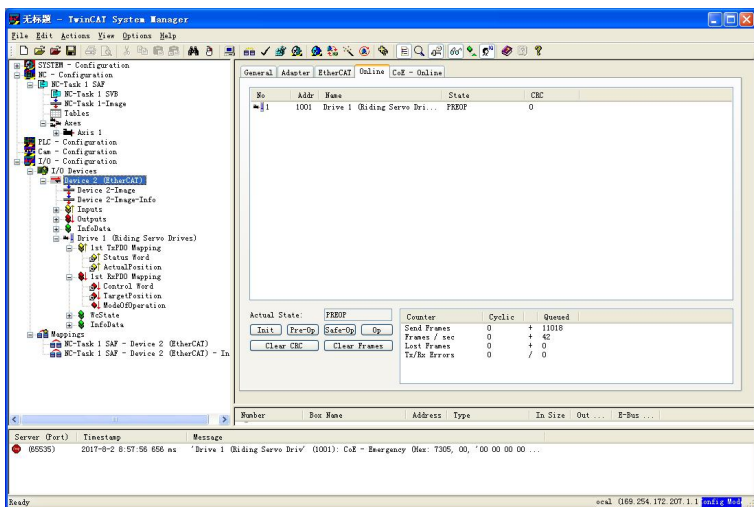 无标题 - TwinCAT System Manager
File Edit Actions View Options Help
SYSTEM - Configuration
NC - Configuration
NC-Task 1 SAF
NC-Task 1 SVB
NC-Task 1-Image
Tables
Axes
Axis 1
PLC - Configuration
Cam - Configuration
I/O - Configuration
I/O Devices
Device 2 (EtherCAT)
Device 2-Image
Device 2-Image-Info
Inputs
Outputs
InfoData
Drive 1 (Riding Servo Drives)
1st TxPDO Mapping
Status Word
ActualPosition
1st RxPDO Mapping
Control Word
TargetPosition
ModeOfOperation
WcState
InfoData
Mappings
NC-Task 1 SAF - Device 2 (EtherCAT)
NC-Task 1 SAF - Device 2 (EtherCAT) - In
General Adapter EtherCAT Online CoE - Online
No Addr Name State CRC
1 1001 Drive 1 (Riding Servo Dri... PREOP 0
Actual State: PREOP
Init Pre-Op Safe-Op Op
Clear CRC Clear Frames
Counter Cyclic Queued
Send Frames 0 + 11018
Frames / sec 0 + 42
Lost Frames 0 + 0
Tx/Rx Errors 0 / 0
Number Box Name Address Type In Size Out ... E-Bus ...
Server (Port) Timestamp Message
(65535) 2017-8-2 8:57:56 656 ms 'Drive 1 (Riding Servo Driv' (1001): CoE - Emergency (Hex: 7305, 00, '00 00 00 00 ...
Ready ocal (169.254.172.207.1.1 Config Mode